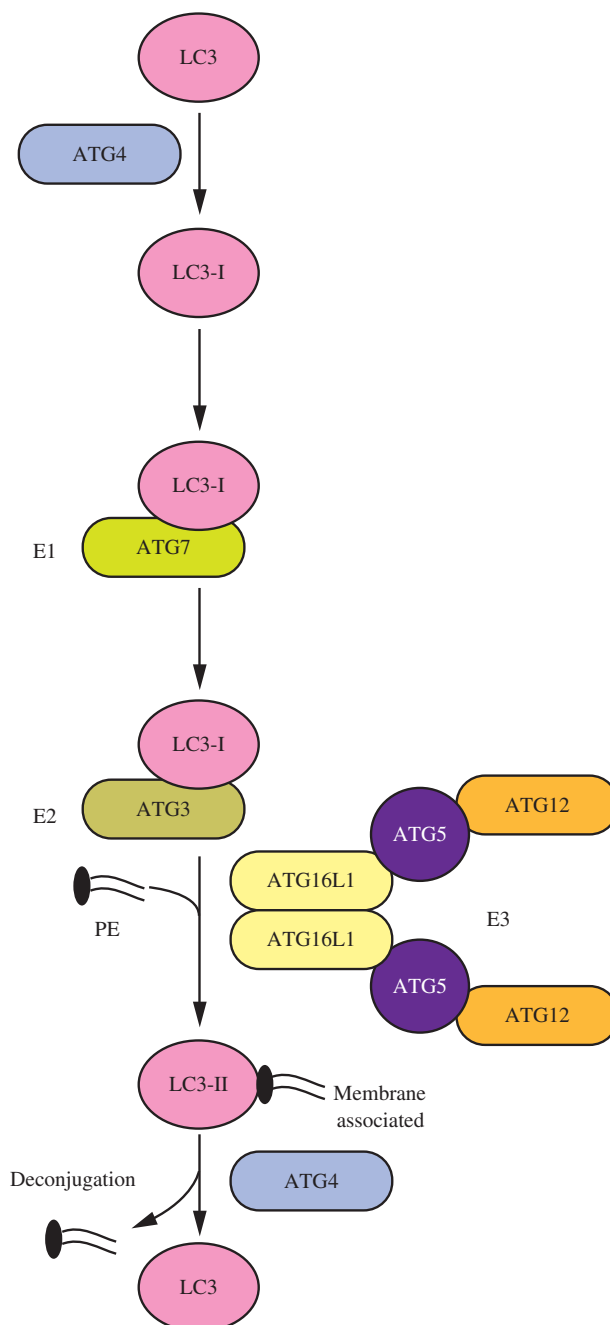 LC3
ATG4
LC3-I
LC3-I
E1
ATG7
LC3-I
E2
ATG3
ATG5
ATG12
ATG16L1
PE
E3
ATG16L1
ATG5
ATG12
LC3-II
Membrane
associated
Deconjugation
ATG4
LC3